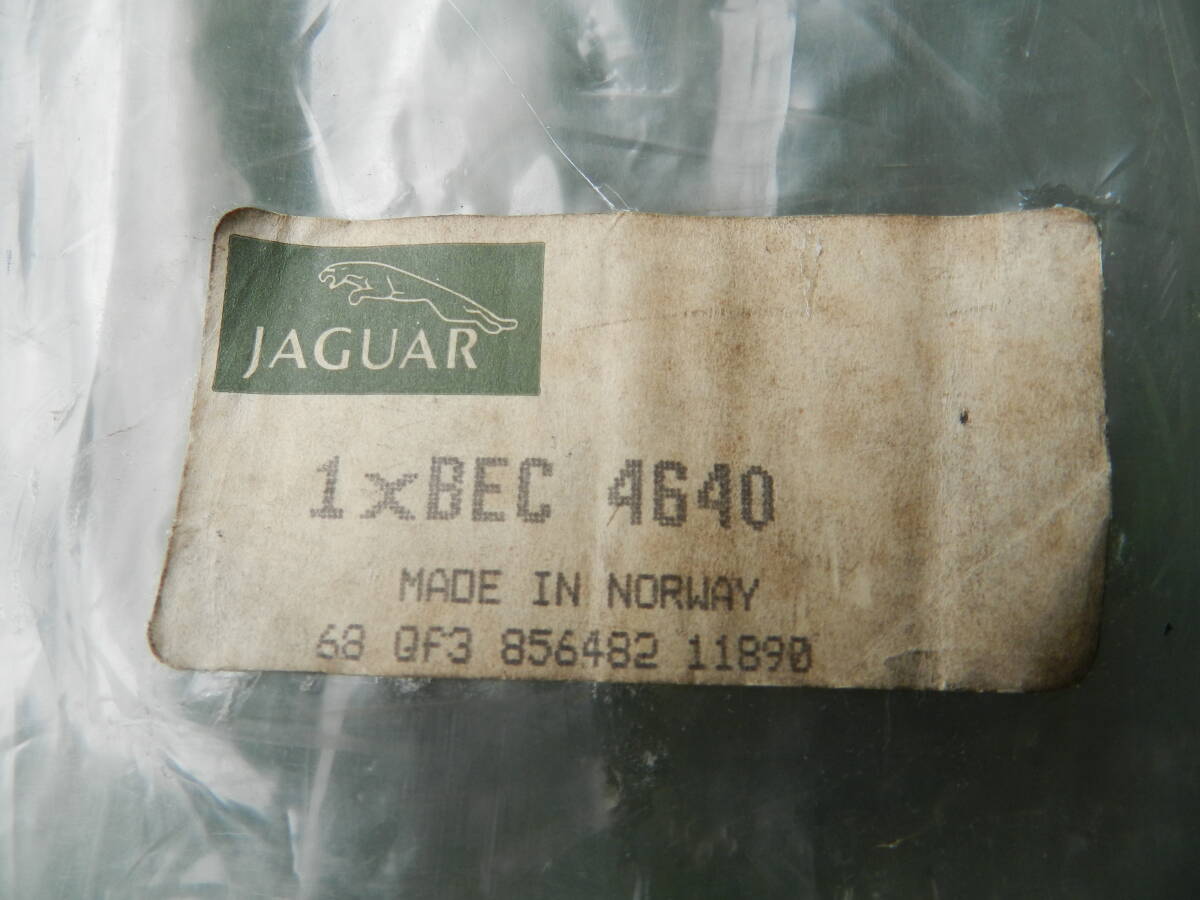 JAGUAR
1xBEC 4640
MADE IN NORWAY
68 QF3 856482 11890